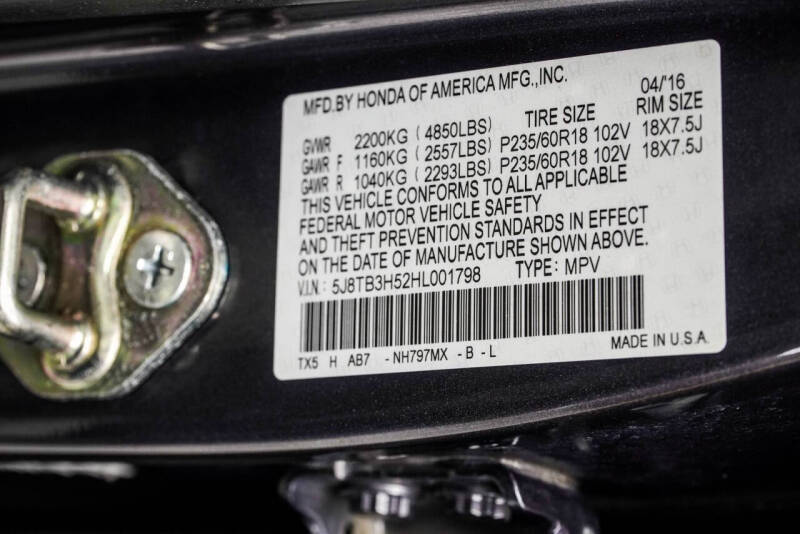 MFD.BY HONDA OF AMERICA MFG.,INC. 04/'16
TIRE SIZE RIM SIZE
GVWR 2200KG ( 4850LBS)
GAWR F 1160KG ( 2557LBS) P235/60R18 102V 18X7.5J
GAWR R 1040KG ( 2293LBS) P235/60R18 102V 18X7.5J
THIS VEHICLE CONFORMS TO ALL APPLICABLE
FEDERAL MOTOR VEHICLE SAFETY
AND THEFT PREVENTION STANDARDS IN EFFECT
ON THE DATE OF MANUFACTURE SHOWN ABOVE.
V.I.N: 5J8TB3H52HL001798 TYPE: MPV
TX5 H AB7 - NH797MX - B - L MADE IN U.S.A.